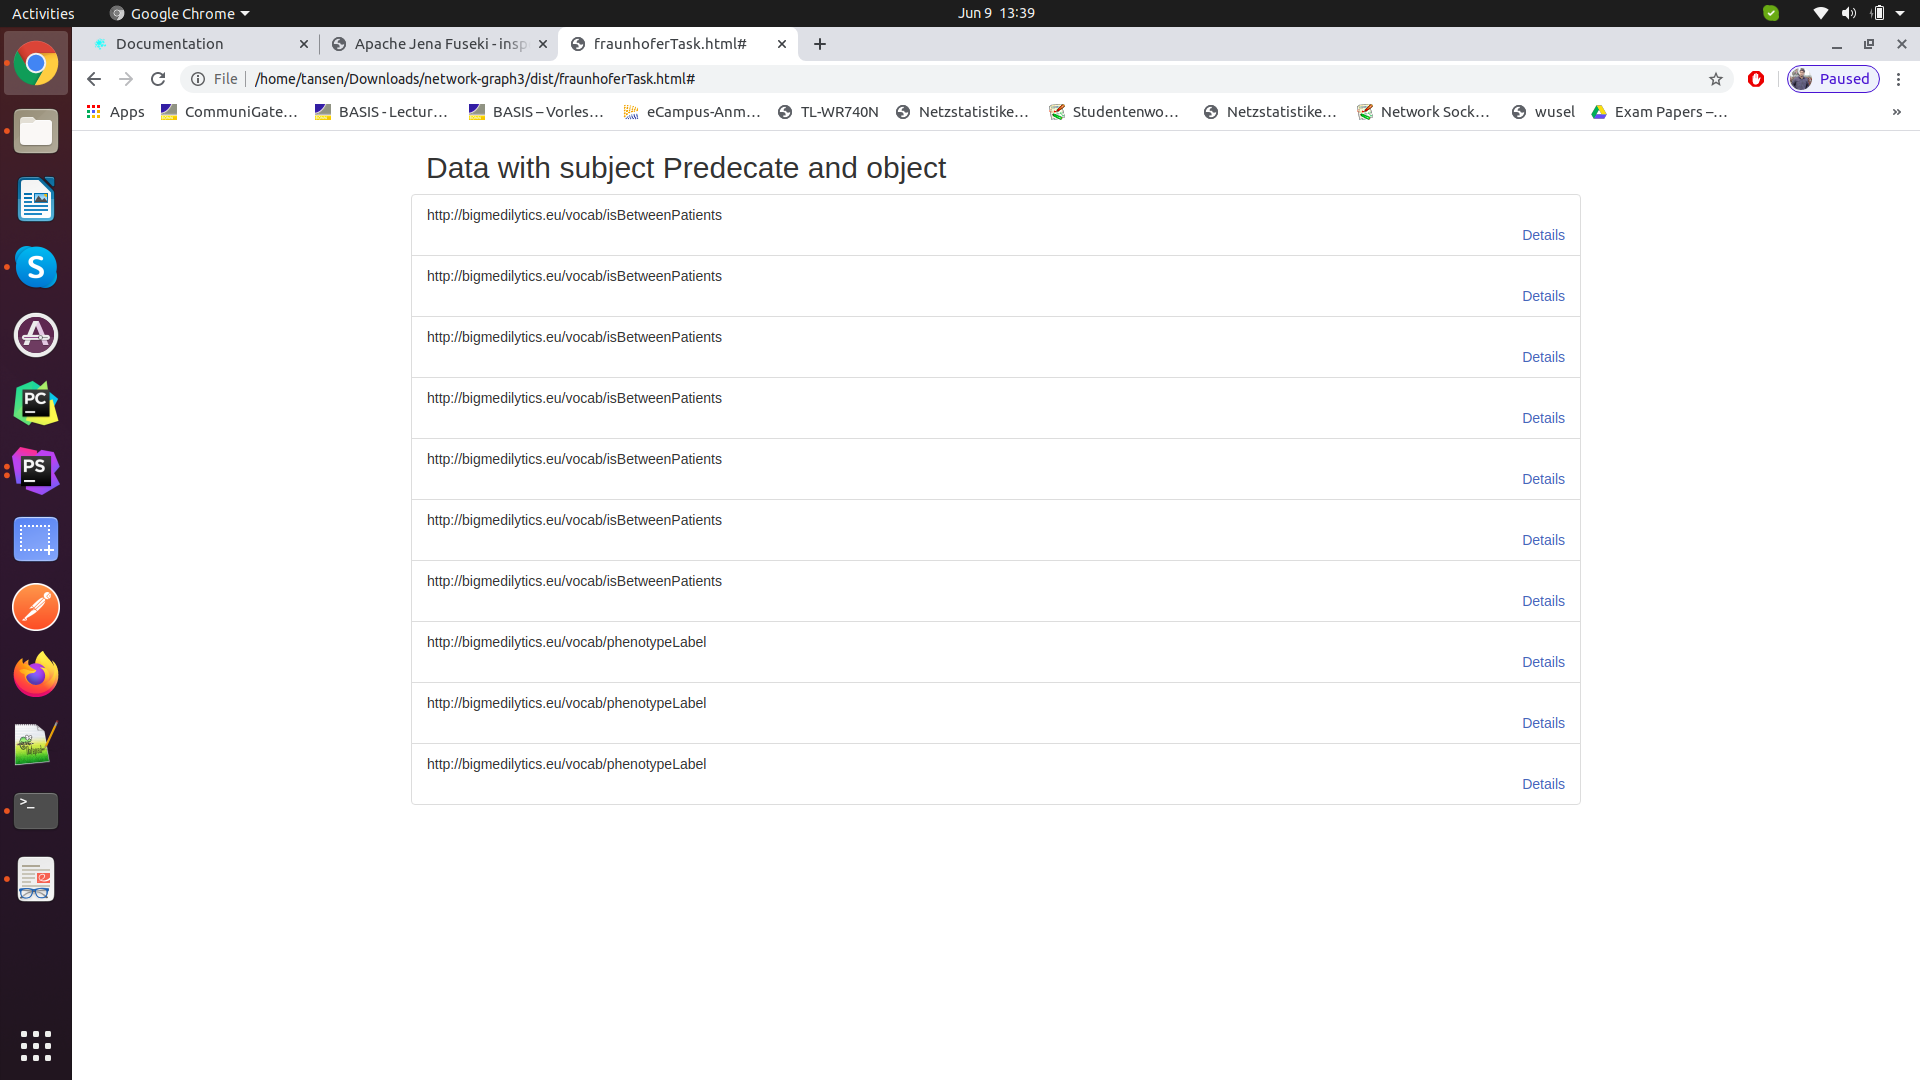 Activities Google Chrome Jun 9 13:39
Documentation Apache Jena Fuseki - insp fraunhoferTask.html#
File /home/tansen/Downloads/network-graph3/dist/fraunhoferTask.html# Paused
Apps CommuniGate… BASIS - Lectur… BASIS – Vorles… eCampus-Anm… TL-WR740N Netzstatistike… Studentenwo… Netzstatistike… Network Sock… wusel Exam Papers –… »
Data with subject Predecate and object
http://bigmedilytics.eu/vocab/isBetweenPatients
Details
http://bigmedilytics.eu/vocab/isBetweenPatients
Details
http://bigmedilytics.eu/vocab/isBetweenPatients
Details
http://bigmedilytics.eu/vocab/isBetweenPatients
Details
http://bigmedilytics.eu/vocab/isBetweenPatients
Details
http://bigmedilytics.eu/vocab/isBetweenPatients
Details
http://bigmedilytics.eu/vocab/isBetweenPatients
Details
http://bigmedilytics.eu/vocab/phenotypeLabel
Details
http://bigmedilytics.eu/vocab/phenotypeLabel
Details
http://bigmedilytics.eu/vocab/phenotypeLabel
Details
S
A
PC
PS
>_